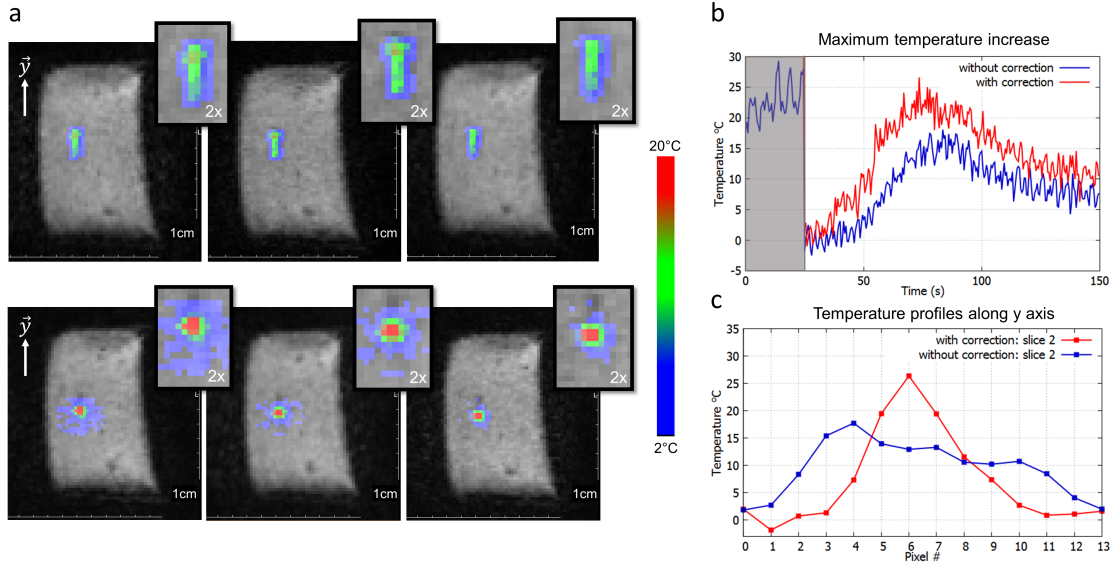 a
y
2x
2x
2x
1cm
1cm
1cm
20°C
2°C
y
2x
2x
2x
1cm
1cm
1cm
b
Maximum temperature increase
without correction
with correction
Temperature °C
30
25
20
15
10
5
0
-5
0
50
100
150
Time (s)
c
Temperature profiles along y axis
with correction: slice 2
without correction: slice 2
Temperature °C
35
30
25
20
15
10
5
0
0 1 2 3 4 5 6 7 8 9 10 11 12 13
Pixel #